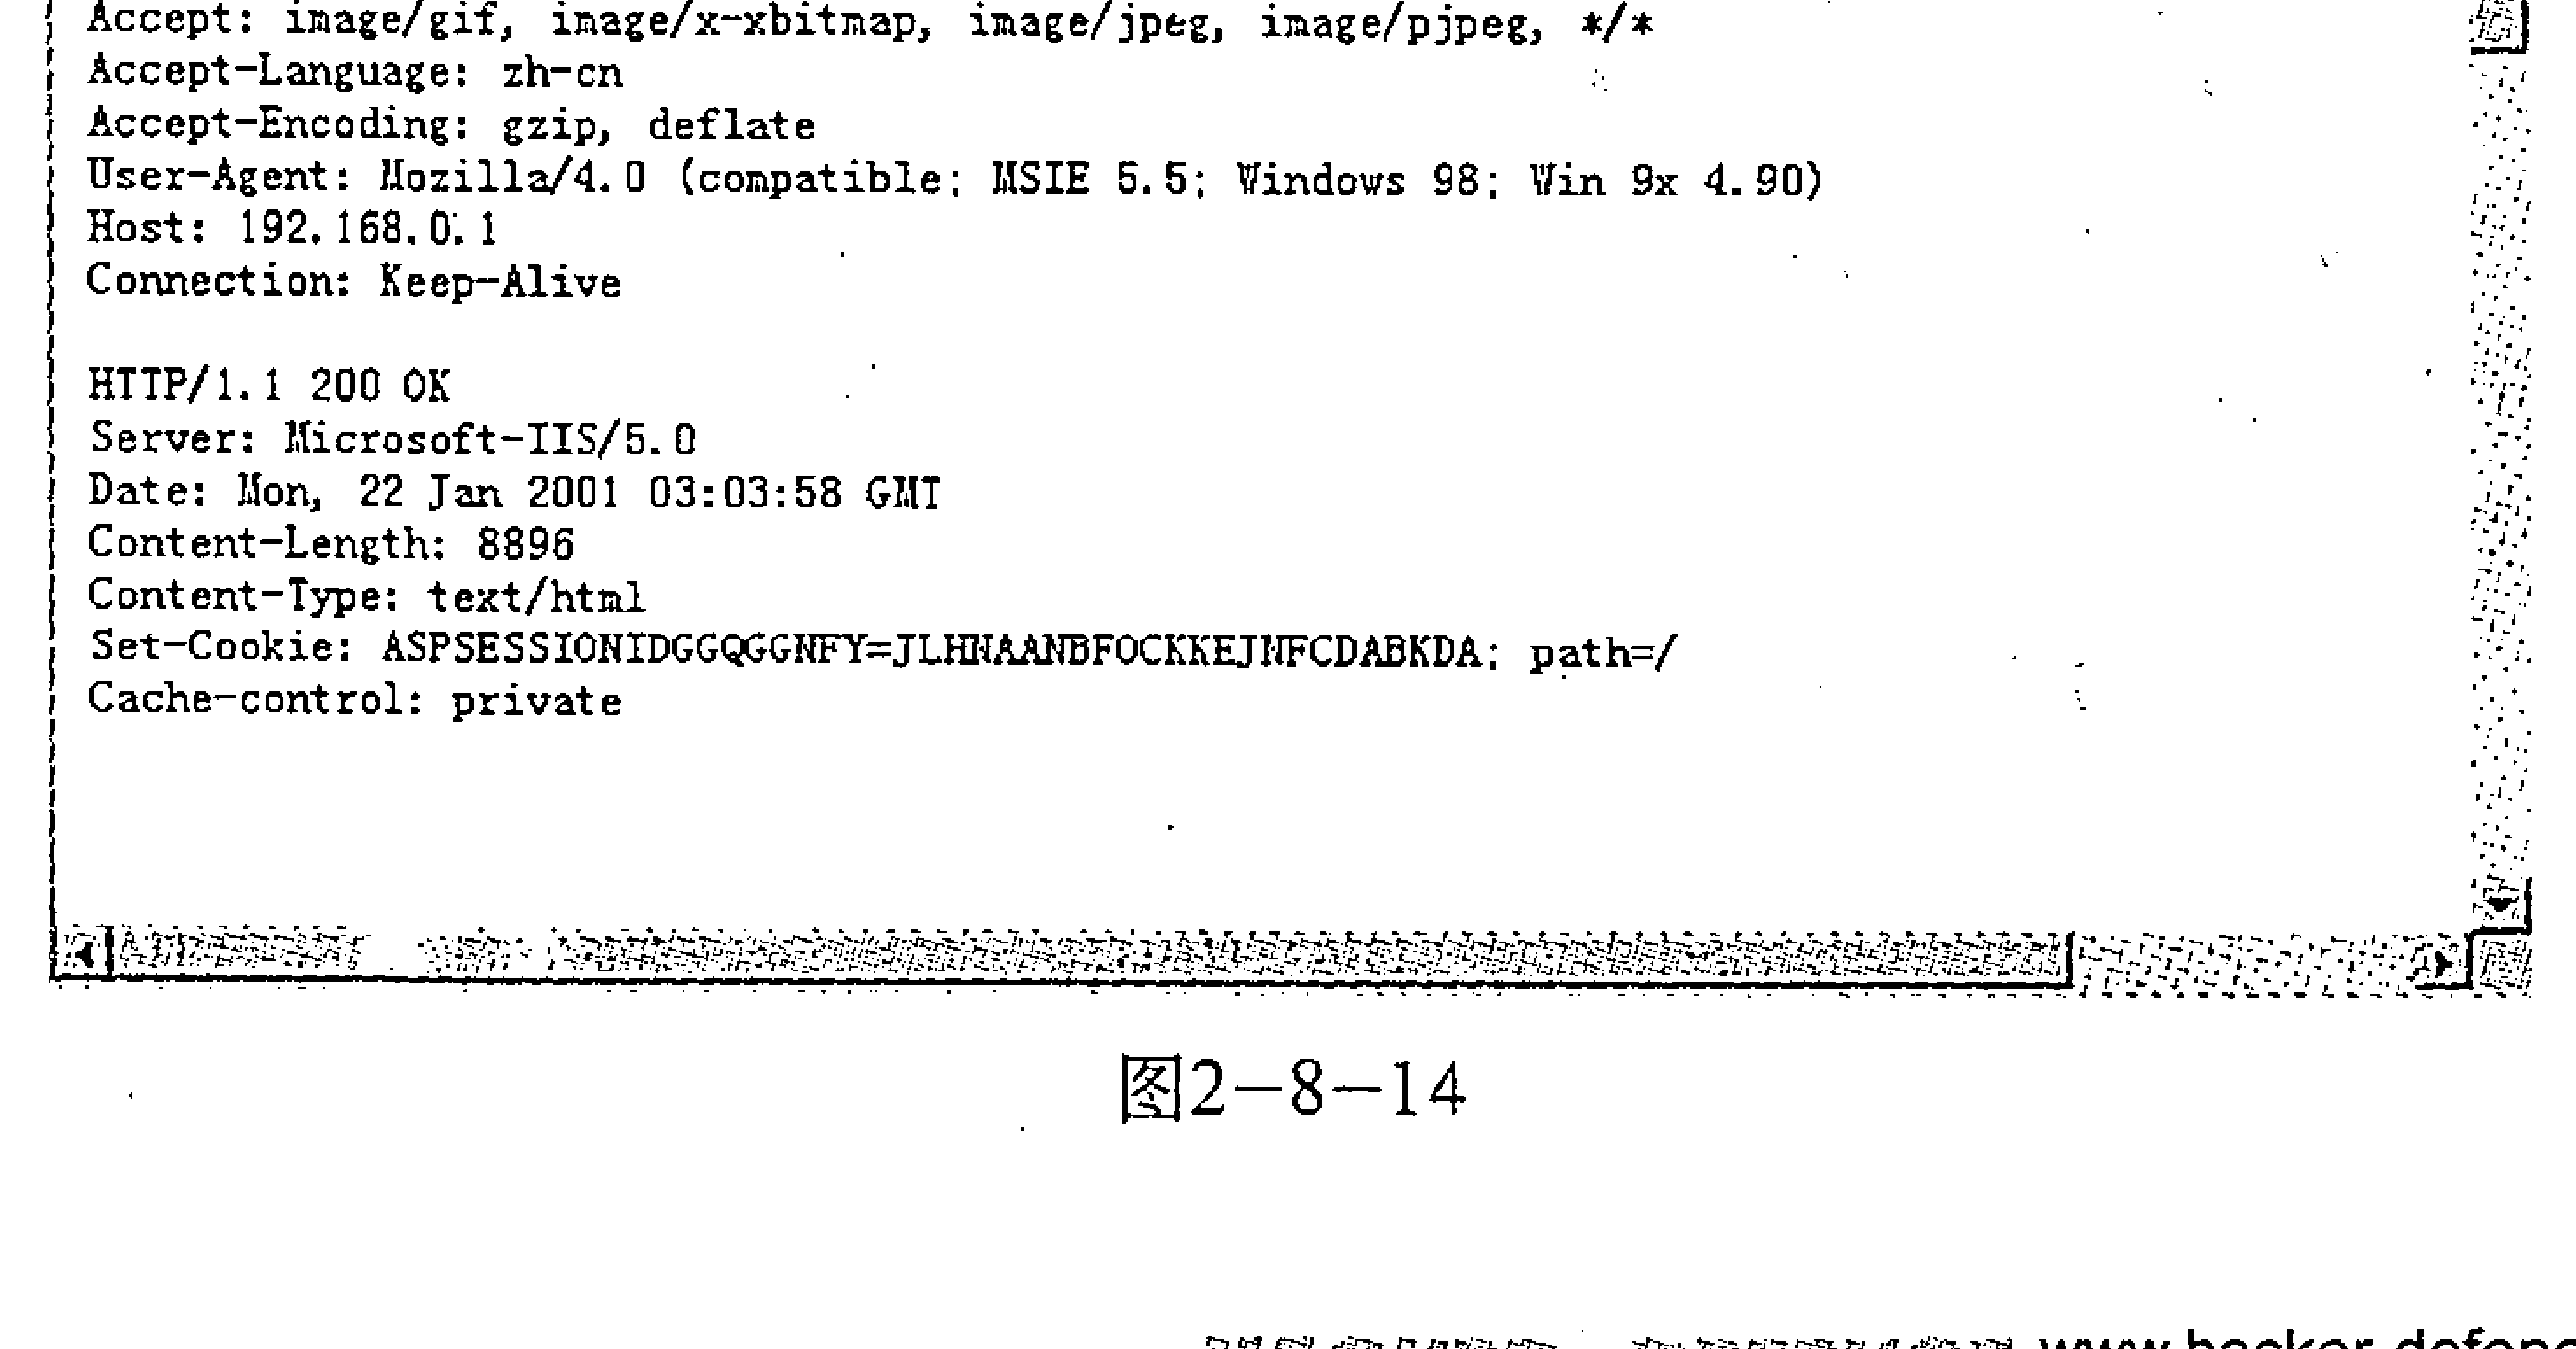 Accept: image/gif, image/x-xbitmap, image/jpeg, image/pjpeg, */*
Accept-Language: zh-cn
Accept-Encoding: gzip, deflate
User-Agent: Mozilla/4.0 (compatible; MSIE 5.5; Windows 98; Win 9x 4.90)
Host: 192.168.0.1
Connection: Keep-Alive
HTTP/1.1 200 OK
Server: Microsoft-IIS/5.0
Date: Mon, 22 Jan 2001 03:03:58 GMT
Content-Length: 8896
Content-Type: text/html
Set-Cookie: ASPSESSIONIDGGQGGNFY=JLHNAANBFOCKKEJNFCDABKDA; path=/
Cache-control: private
图2-8-14